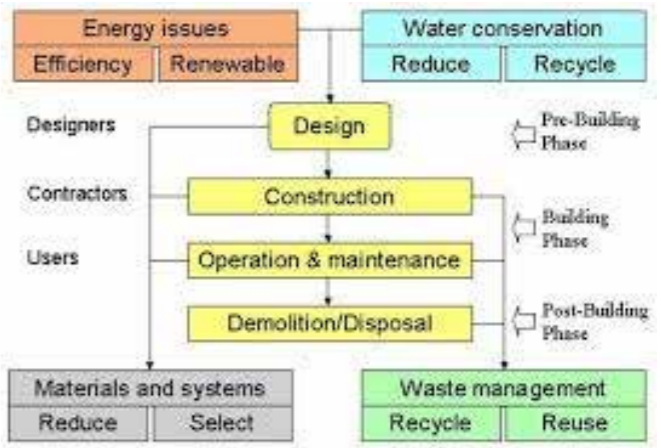 Energy issues
Efficiency
Renewable
Water conservation
Reduce
Recycle
Designers
Design
Pre-Building
Phase
Contractors
Construction
Building
Phase
Users
Operation & maintenance
Demolition/Disposal
Post-Building
Phase
Materials and systems
Reduce
Select
Waste management
Recycle
Reuse